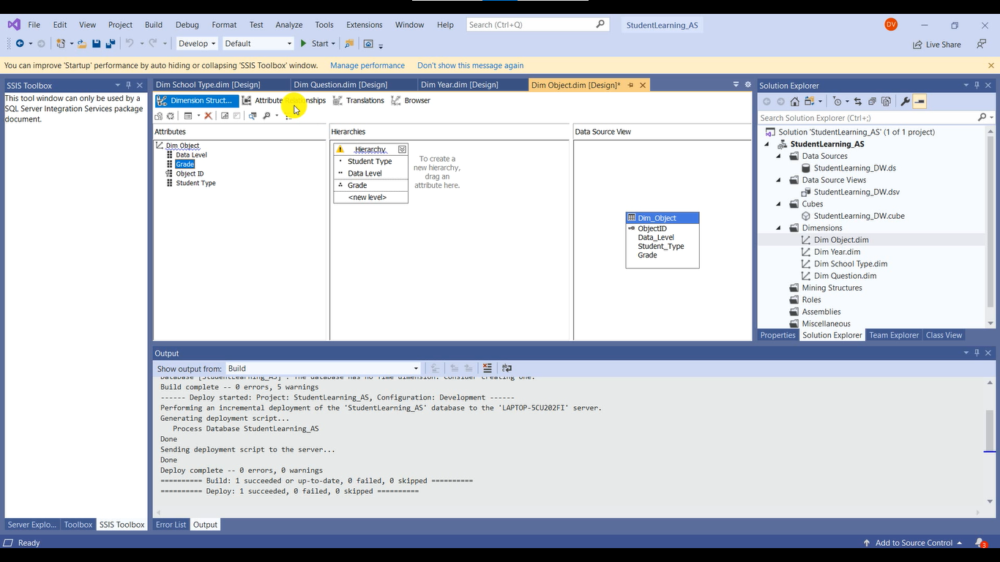 File Edit View Project Build Debug Format Test Analyze Tools Extensions Window Help Search (Ctrl+Q) StudentLearning_AS DV
Develop Default Start Live Share
You can improve 'Startup' performance by auto hiding or collapsing 'SSIS Toolbox' window. Manage performance Don't show this message again
SSIS Toolbox
This tool window can only be used by a
SQL Server Integration Services package
document.
Server Explo... Toolbox SSIS Toolbox
Dim School Type.dim [Design] Dim Question.dim [Design] Dim Year.dim [Design] Dim Object.dim [Design]*
Dimension Struct... Attribute Relationships Translations Browser
Attributes
Dim Object
Data Level
Grade
Object ID
Student Type
Hierarchies
Hierarchy
Student Type
Data Level
Grade
<new level>
To create a
new hierarchy,
drag an
attribute here.
Data Source View
Dim_Object
ObjectID
Data_Level
Student_Type
Grade
Solution Explorer
Search Solution Explorer (Ctrl+;)
Solution 'StudentLearning_AS' (1 of 1 project)
StudentLearning_AS
Data Sources
StudentLearning_DW.ds
Data Source Views
StudentLearning_DW.dsv
Cubes
StudentLearning_DW.cube
Dimensions
Dim Object.dim
Dim Year.dim
Dim School Type.dim
Dim Question.dim
Mining Structures
Roles
Assemblies
Miscellaneous
Properties Solution Explorer Team Explorer Class View
Output
Show output from: Build
Database [StudentLearning_AS] : The database has no Time dimension. Consider creating one.
Build complete -- 0 errors, 5 warnings
------ Deploy started: Project: StudentLearning_AS, Configuration: Development ------
Performing an incremental deployment of the 'StudentLearning_AS' database to the 'LAPTOP-5CU202FI' server.
Generating deployment script...
Process Database StudentLearning_AS
Done
Sending deployment script to the server...
Done
Deploy complete -- 0 errors, 0 warnings
========== Build: 1 succeeded or up-to-date, 0 failed, 0 skipped ==========
========== Deploy: 1 succeeded, 0 failed, 0 skipped ==========
Error List Output
Ready Add to Source Control 3